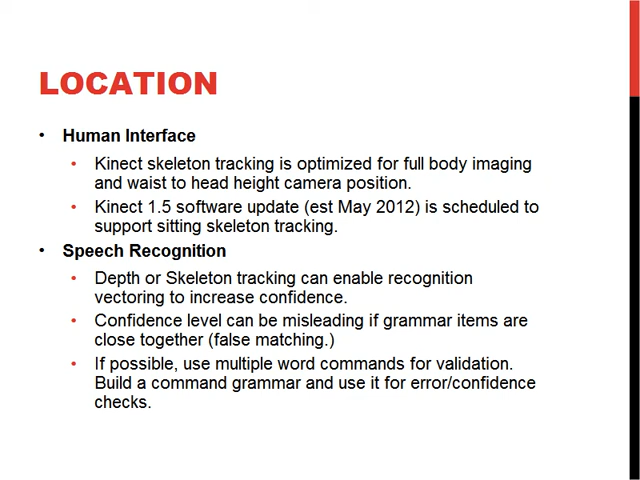 LOCATION
• Human Interface
• Kinect skeleton tracking is optimized for full body imaging
and waist to head height camera position.
• Kinect 1.5 software update (est May 2012) is scheduled to
support sitting skeleton tracking.
• Speech Recognition
• Depth or Skeleton tracking can enable recognition
vectoring to increase confidence.
• Confidence level can be misleading if grammar items are
close together (false matching.)
• If possible, use multiple word commands for validation.
Build a command grammar and use it for error/confidence
checks.